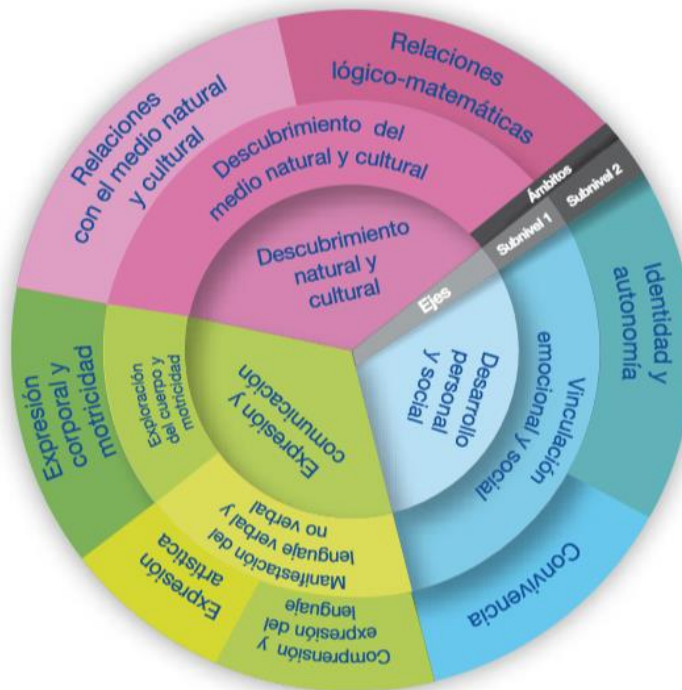 Relaciones
lógico-matemáticas
Relaciones
con el medio natural
y cultural
Descubrimiento del
medio natural y cultural
Descubrimiento
natural y
cultural
Ámbitos
Subnivel 2
Subnivel 1
Ejes
Identidad y
autonomía
Vinculación
emocional y social
Desarrollo
personal
y social
Convivencia
Expresión y
comunicación
Exploración
del cuerpo y
motricidad
Expresión
corporal y
motricidad
Manifestación del
lenguaje verbal y
no verbal
Expresión
artística
Comprensión y
expresión del
lenguaje